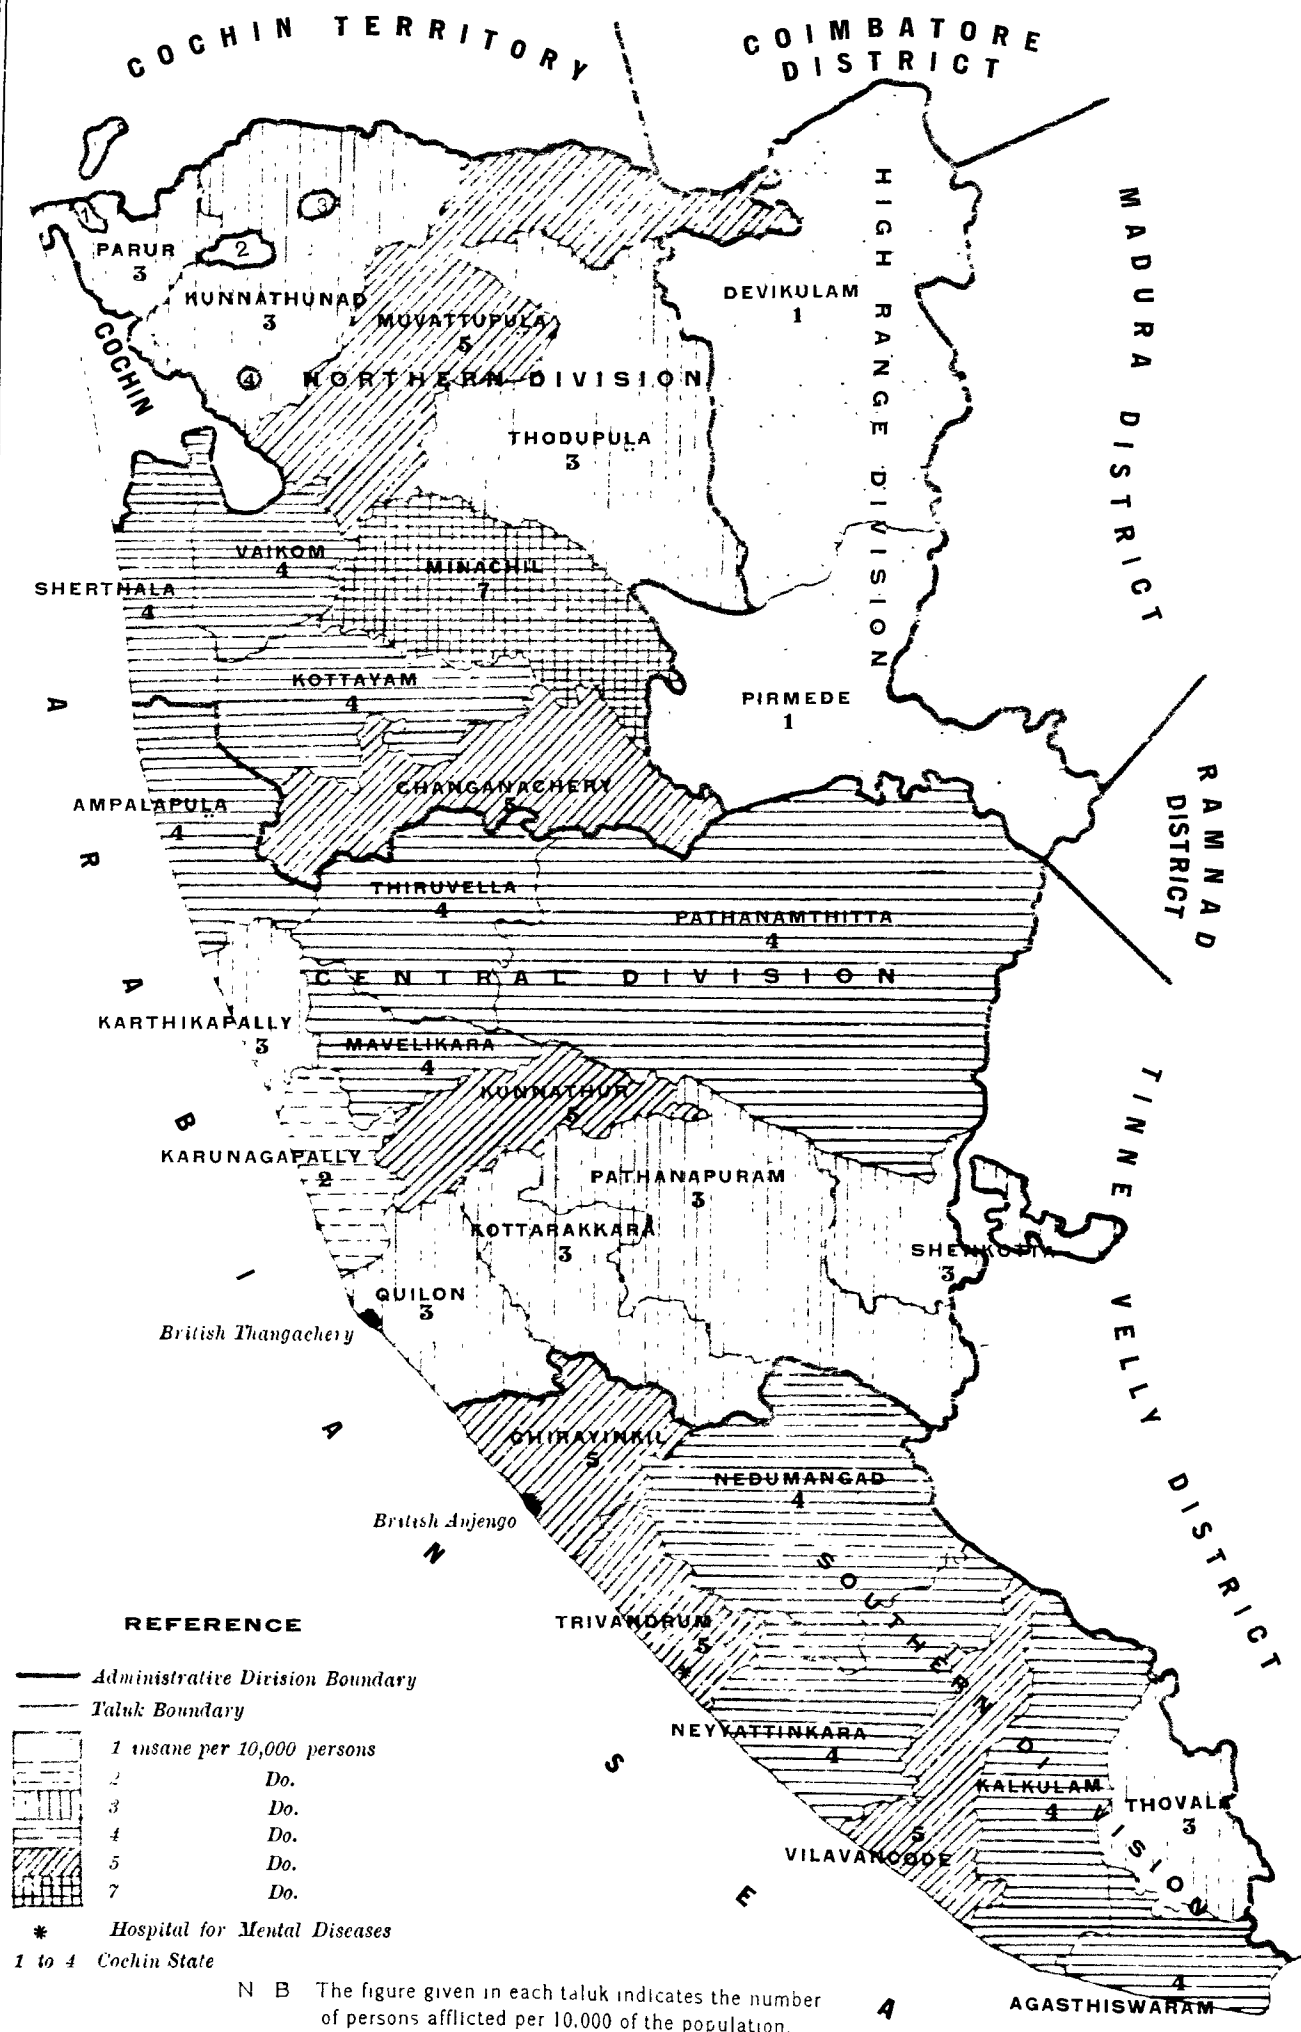 COCHIN TERRITORY
COIMBATORE
DISTRICT
MADURA DISTRICT
RAMNAD
DISTRICT
TINNEVELLY DISTRICT
ARABIAN SEA
COCHIN
HIGH RANGE DIVISION
1
3
2
PARUR
3
KUNNATHUNAD
3
4
MUVATTUPULA
5
NORTHERN DIVISION
DEVIKULAM
1
THODUPULA
3
VAIKOM
4
MINACHIL
7
SHERTHALA
4
KOTTAYAM
4
PIRMEDE
1
CHANGANACHERY
5
AMPALAPULA
4
THIRUVELLA
4
PATHANAMTHITTA
4
CENTRAL DIVISION
KARTHIKAPALLY
3
MAVELIKARA
4
KUNNATHUR
5
KARUNAGAPALLY
2
PATHANAPURAM
3
KOTTARAKKARA
3
SHENKOTTA
3
QUILON
3
British Thangachery
CHIRAYINKIL
5
NEDUMANGAD
4
British Anjengo
SOUTHERN DIVISION
TRIVANDRUM
5
*
NEYYATTINKARA
4
KALKULAM
4
THOVALA
3
5
VILAVANCODE
4
AGASTHISWARAM
REFERENCE
Administrative Division Boundary
Taluk Boundary
1 insane per 10,000 persons
2 Do.
3 Do.
4 Do.
5 Do.
7 Do.
* Hospital for Mental Diseases
1 to 4 Cochin State
N B The figure given in each taluk indicates the number
of persons afflicted per 10,000 of the population.